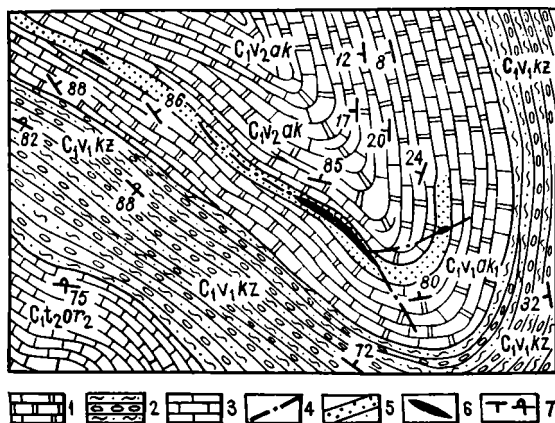 C₁v₂ak
12
8
C₁v₁kz
88
86
17
20
C₁v₂ak
82
C₁v₁kz
85
24
88
C₁v₁ak₁
80
75
C₁v₁kz
32
C₁t₂or₂
72
C₁v₁kz
1 2 3 4 5 6 7